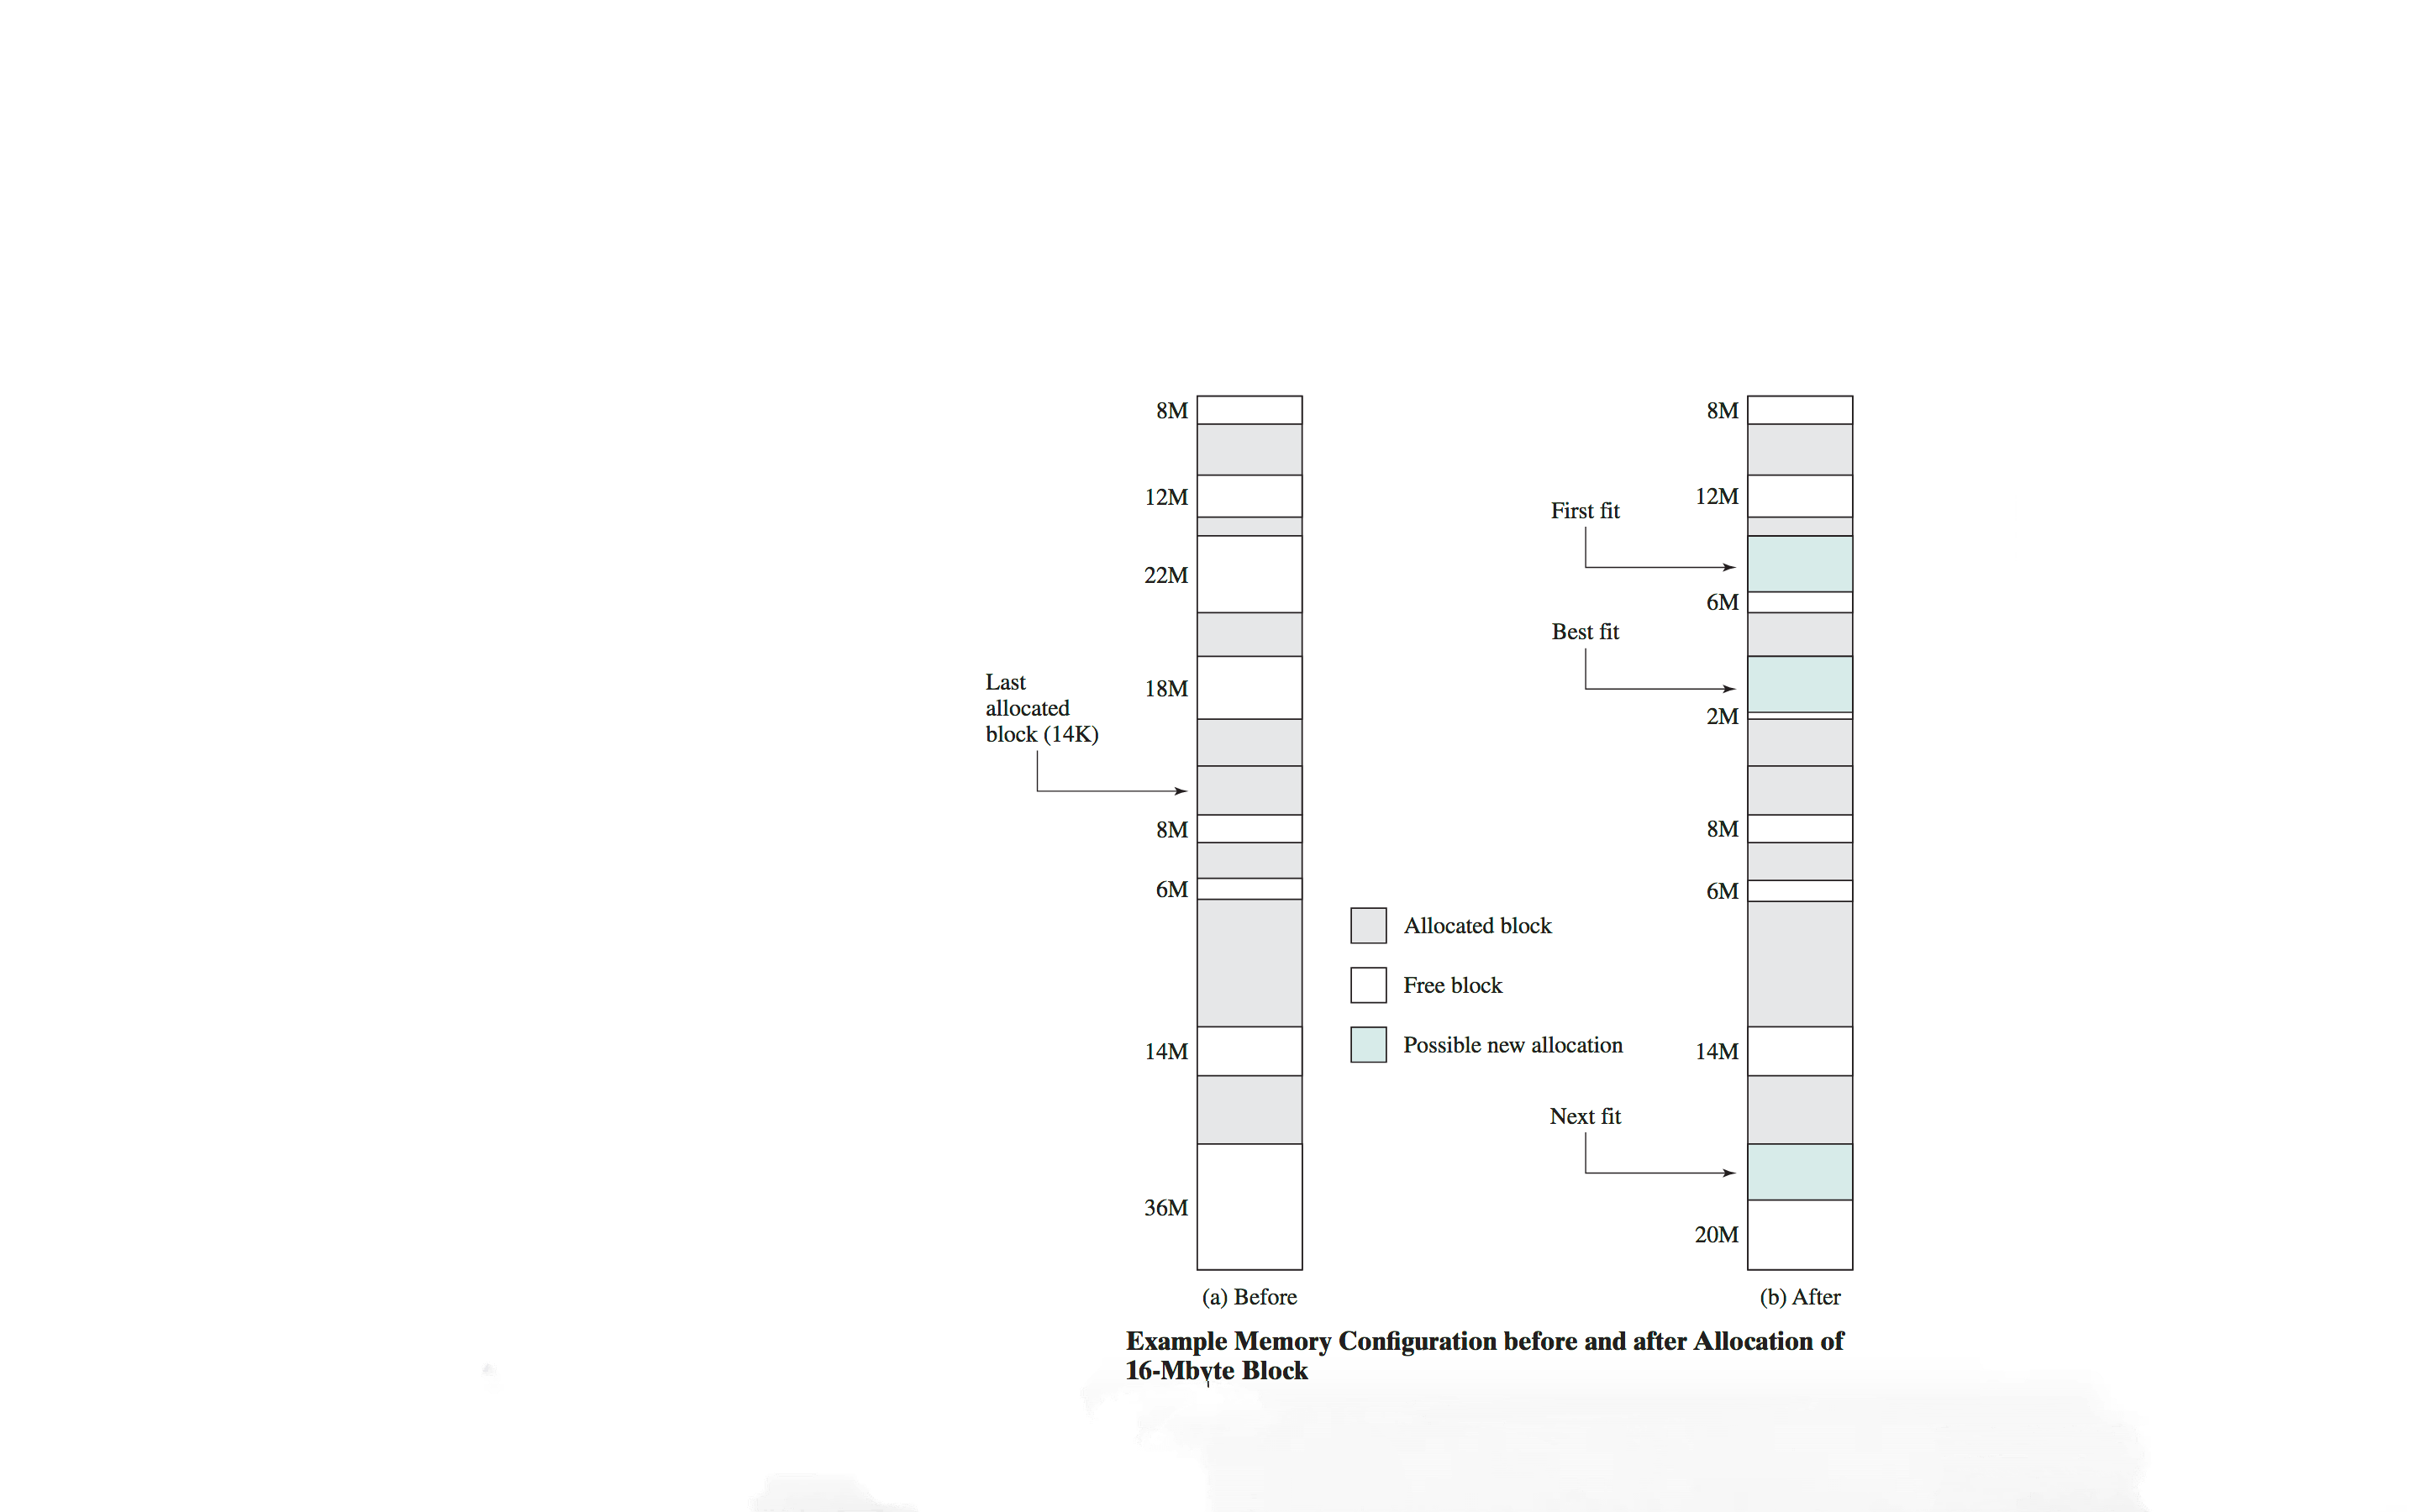 8M
12M
22M
18M
Last
allocated
block (14K)
8M
6M
14M
36M
(a) Before
Allocated block
Free block
Possible new allocation
8M
12M
First fit
6M
Best fit
2M
8M
6M
14M
Next fit
20M
(b) After
Example Memory Configuration before and after Allocation of
16-Mbyte Block